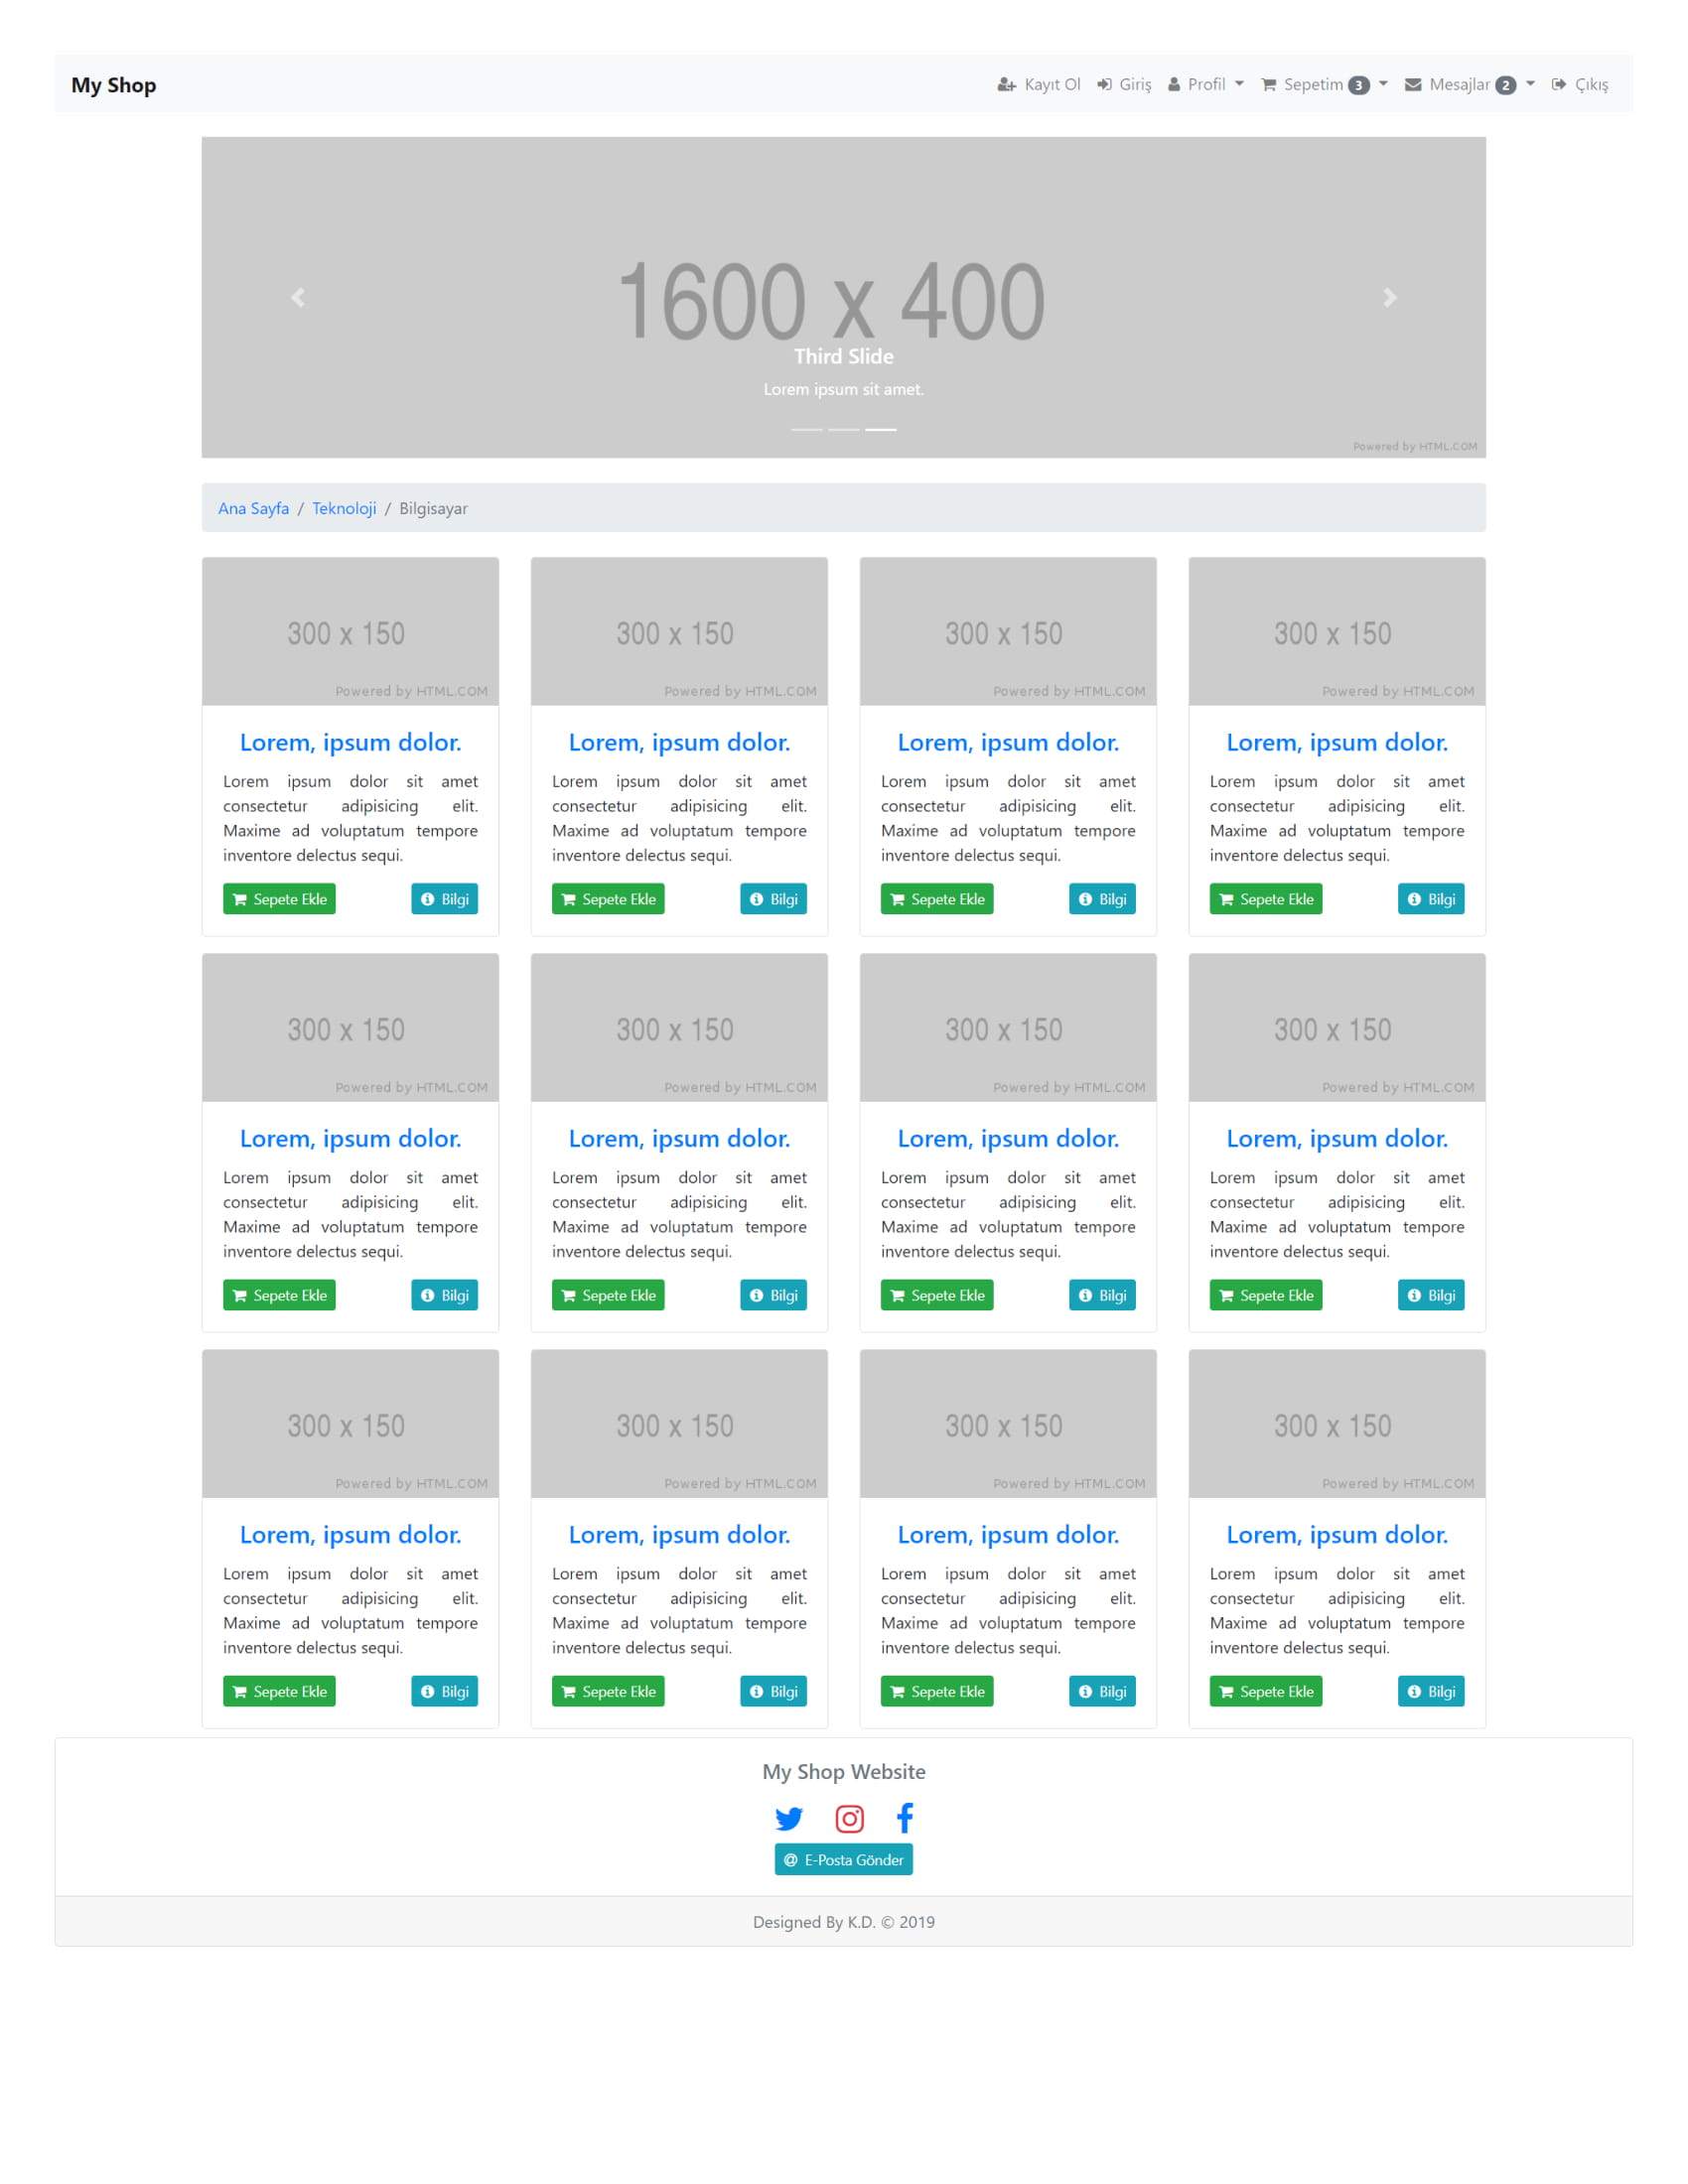 My Shop
Kayıt Ol Giriş Profil Sepetim 3 Mesajlar 2 Çıkış
1600 x 400
Third Slide
Lorem ipsum sit amet.
Powered by HTML.COM
Ana Sayfa / Teknoloji / Bilgisayar
300 x 150 300 x 150 300 x 150 300 x 150
Powered by HTML.COM Powered by HTML.COM Powered by HTML.COM Powered by HTML.COM
Lorem, ipsum dolor. Lorem, ipsum dolor. Lorem, ipsum dolor. Lorem, ipsum dolor.
Lorem ipsum dolor sit amet Lorem ipsum dolor sit amet Lorem ipsum dolor sit amet Lorem ipsum dolor sit amet
consectetur adipisicing elit. consectetur adipisicing elit. consectetur adipisicing elit. consectetur adipisicing elit.
Maxime ad voluptatum tempore Maxime ad voluptatum tempore Maxime ad voluptatum tempore Maxime ad voluptatum tempore
inventore delectus sequi. inventore delectus sequi. inventore delectus sequi. inventore delectus sequi.
Sepete Ekle Bilgi Sepete Ekle Bilgi Sepete Ekle Bilgi Sepete Ekle Bilgi
300 x 150 300 x 150 300 x 150 300 x 150
Powered by HTML.COM Powered by HTML.COM Powered by HTML.COM Powered by HTML.COM
Lorem, ipsum dolor. Lorem, ipsum dolor. Lorem, ipsum dolor. Lorem, ipsum dolor.
Lorem ipsum dolor sit amet Lorem ipsum dolor sit amet Lorem ipsum dolor sit amet Lorem ipsum dolor sit amet
consectetur adipisicing elit. consectetur adipisicing elit. consectetur adipisicing elit. consectetur adipisicing elit.
Maxime ad voluptatum tempore Maxime ad voluptatum tempore Maxime ad voluptatum tempore Maxime ad voluptatum tempore
inventore delectus sequi. inventore delectus sequi. inventore delectus sequi. inventore delectus sequi.
Sepete Ekle Bilgi Sepete Ekle Bilgi Sepete Ekle Bilgi Sepete Ekle Bilgi
300 x 150 300 x 150 300 x 150 300 x 150
Powered by HTML.COM Powered by HTML.COM Powered by HTML.COM Powered by HTML.COM
Lorem, ipsum dolor. Lorem, ipsum dolor. Lorem, ipsum dolor. Lorem, ipsum dolor.
Lorem ipsum dolor sit amet Lorem ipsum dolor sit amet Lorem ipsum dolor sit amet Lorem ipsum dolor sit amet
consectetur adipisicing elit. consectetur adipisicing elit. consectetur adipisicing elit. consectetur adipisicing elit.
Maxime ad voluptatum tempore Maxime ad voluptatum tempore Maxime ad voluptatum tempore Maxime ad voluptatum tempore
inventore delectus sequi. inventore delectus sequi. inventore delectus sequi. inventore delectus sequi.
Sepete Ekle Bilgi Sepete Ekle Bilgi Sepete Ekle Bilgi Sepete Ekle Bilgi
My Shop Website
@ E-Posta Gönder
Designed By K.D. © 2019